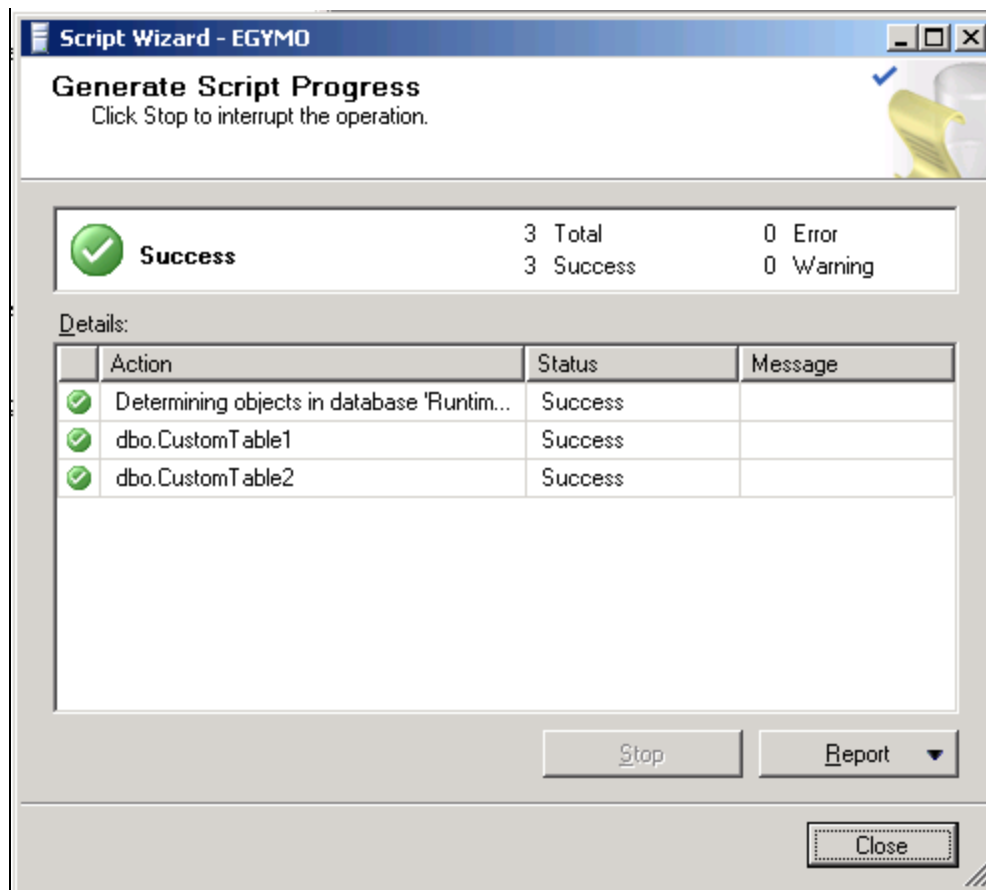 Script Wizard - EGYMO
Generate Script Progress
Click Stop to interrupt the operation.
Success
3 Total
0 Error
3 Success
0 Warning
Details:
Action Status Message
Determining objects in database 'Runtim... Success
dbo.CustomTable1 Success
dbo.CustomTable2 Success
Stop
Report
Close